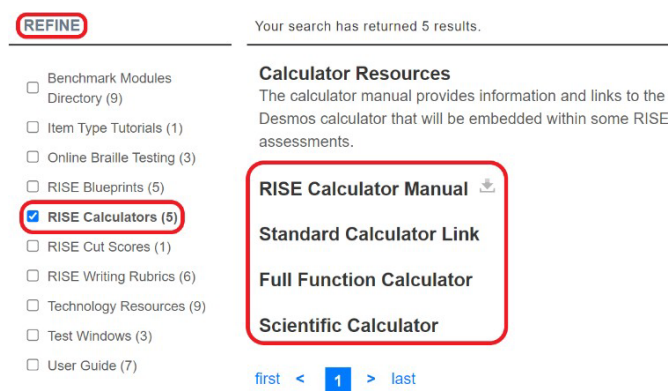 REFINE
Benchmark Modules
Directory (9)
Item Type Tutorials (1)
Online Braille Testing (3)
RISE Blueprints (5)
RISE Calculators (5)
RISE Cut Scores (1)
RISE Writing Rubrics (6)
Technology Resources (9)
Test Windows (3)
User Guide (7)
Your search has returned 5 results.
Calculator Resources
The calculator manual provides information and links to the
Desmos calculator that will be embedded within some RISE
assessments.
RISE Calculator Manual
Standard Calculator Link
Full Function Calculator
Scientific Calculator
first < 1 > last